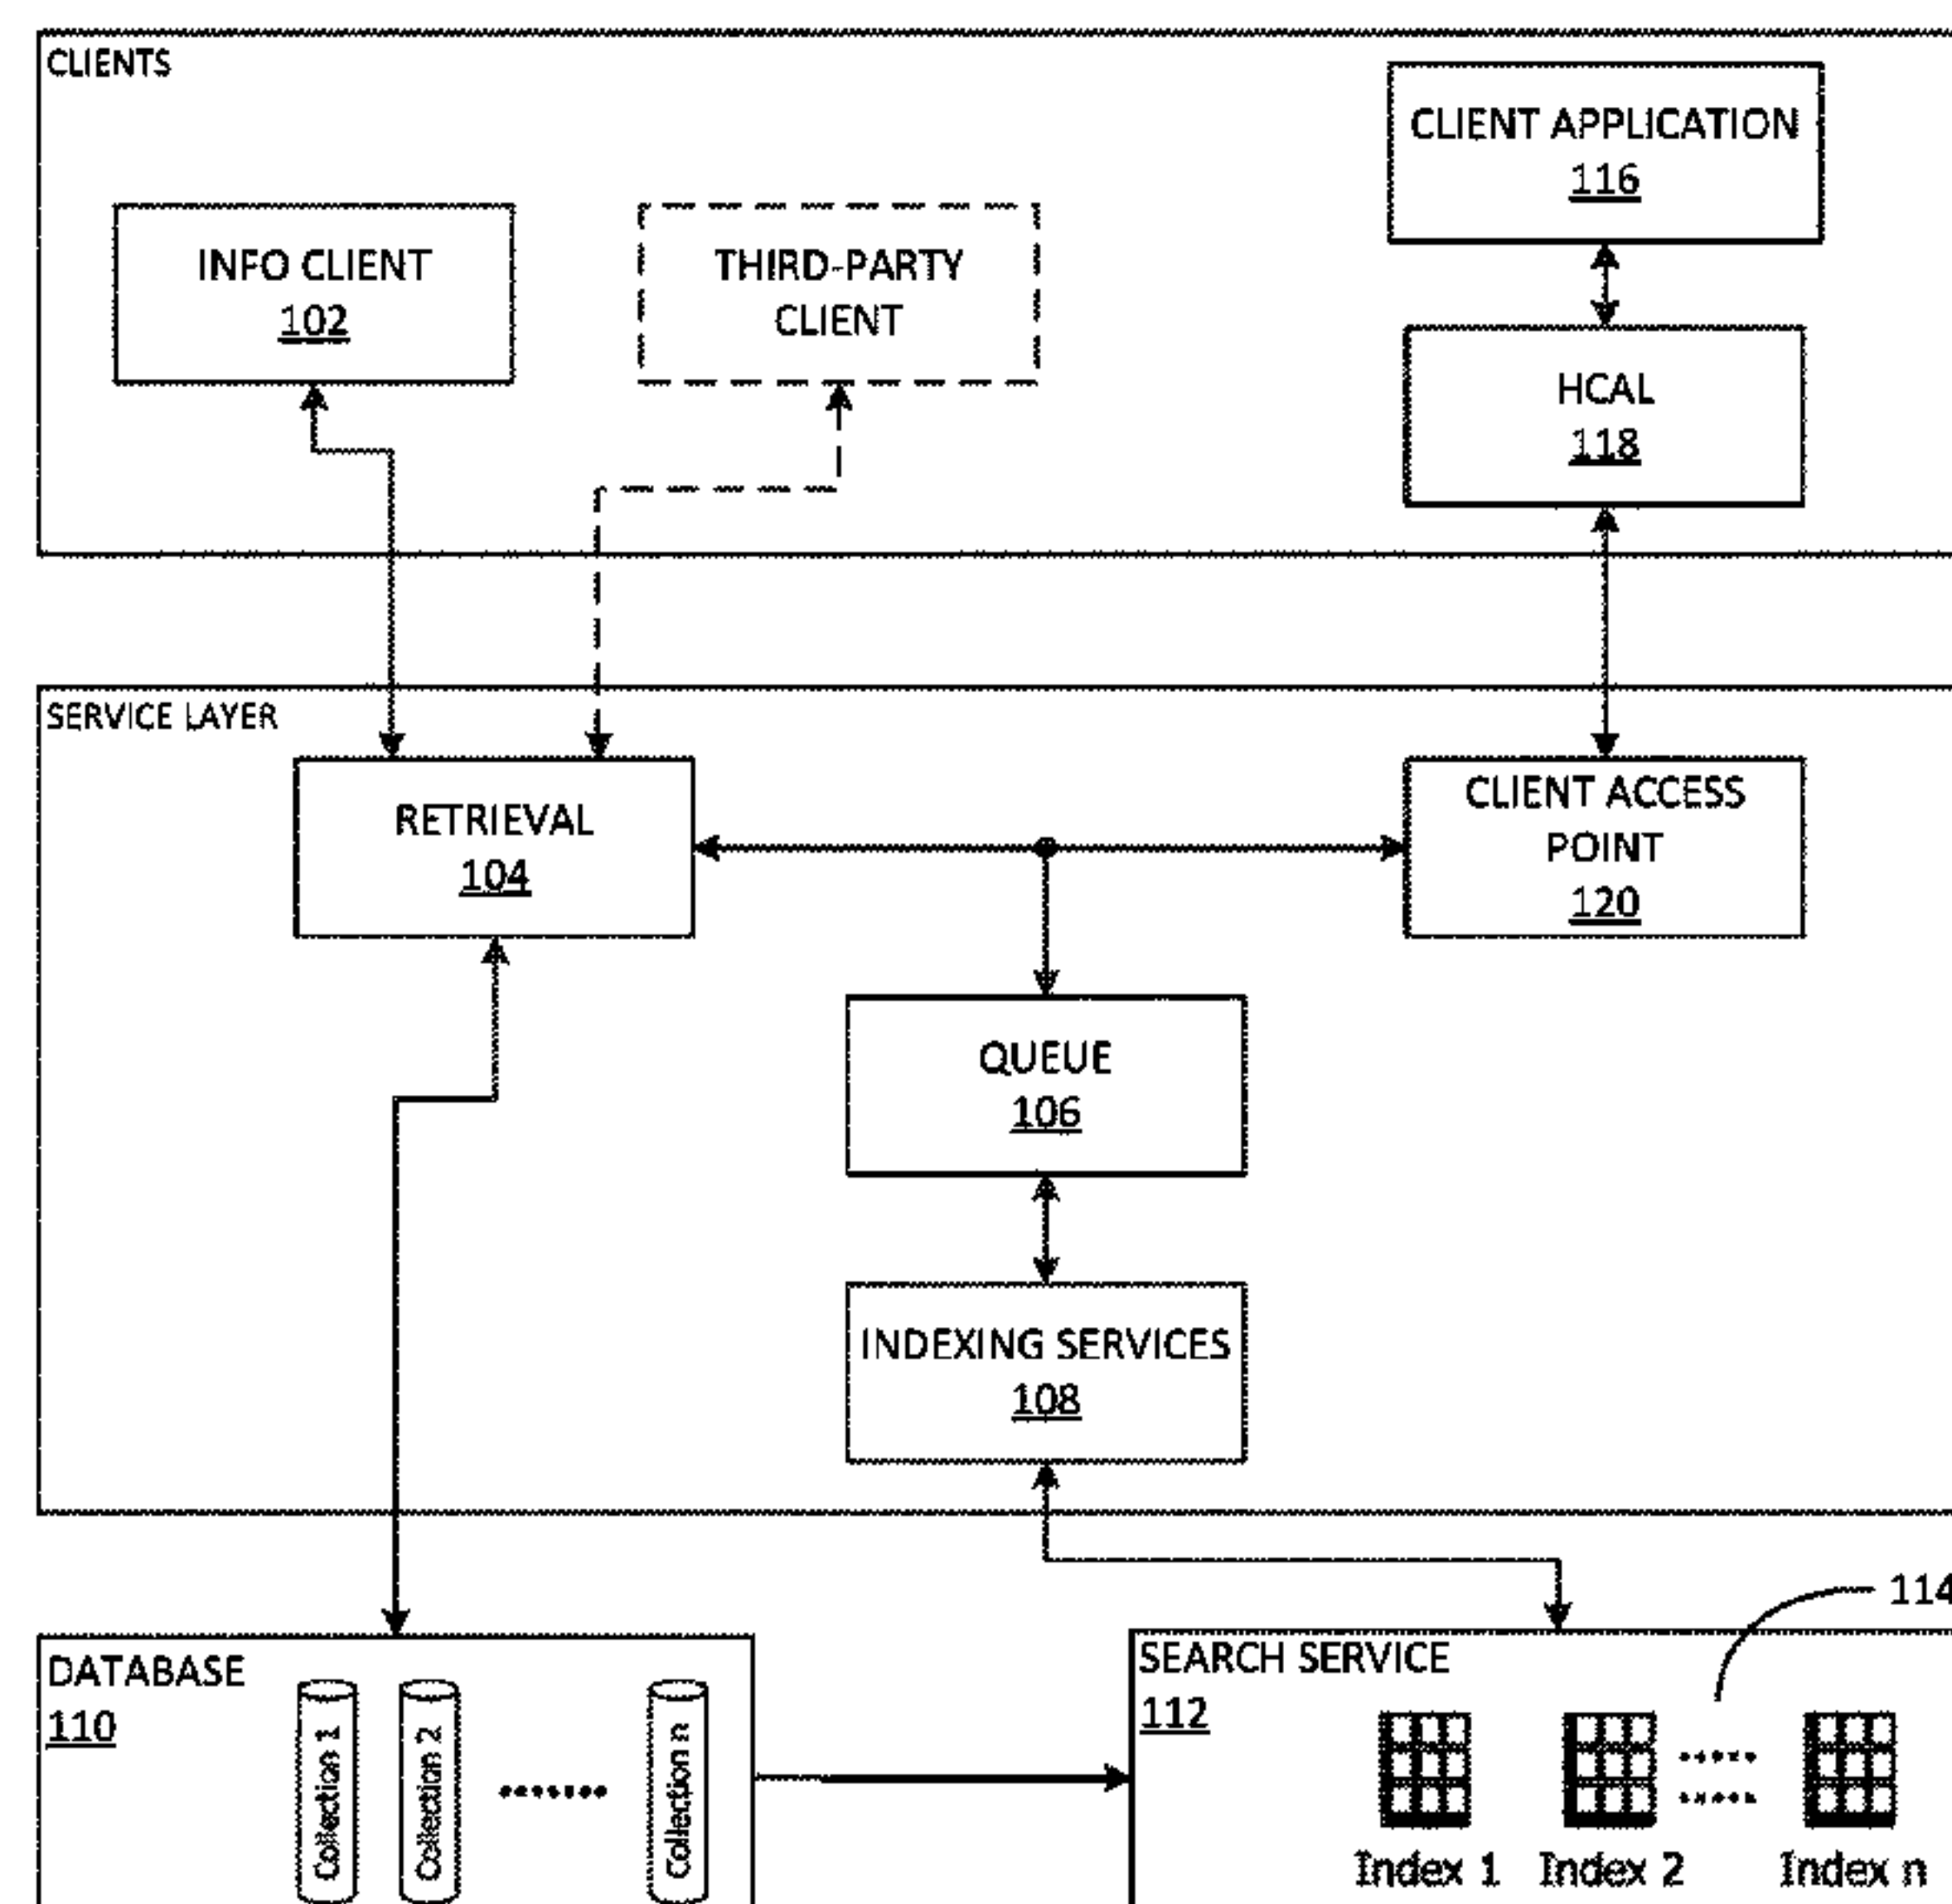 CLIENTS
CLIENT APPLICATION
116
INFO CLIENT
102
THIRD-PARTY
CLIENT
HCAL
118
SERVICE LAYER
RETRIEVAL
104
CLIENT ACCESS
POINT
120
QUEUE
106
INDEXING SERVICES
108
114
DATABASE
110
Collection 1
Collection 2
Collection n
SEARCH SERVICE
112
Index 1
Index 2
Index n